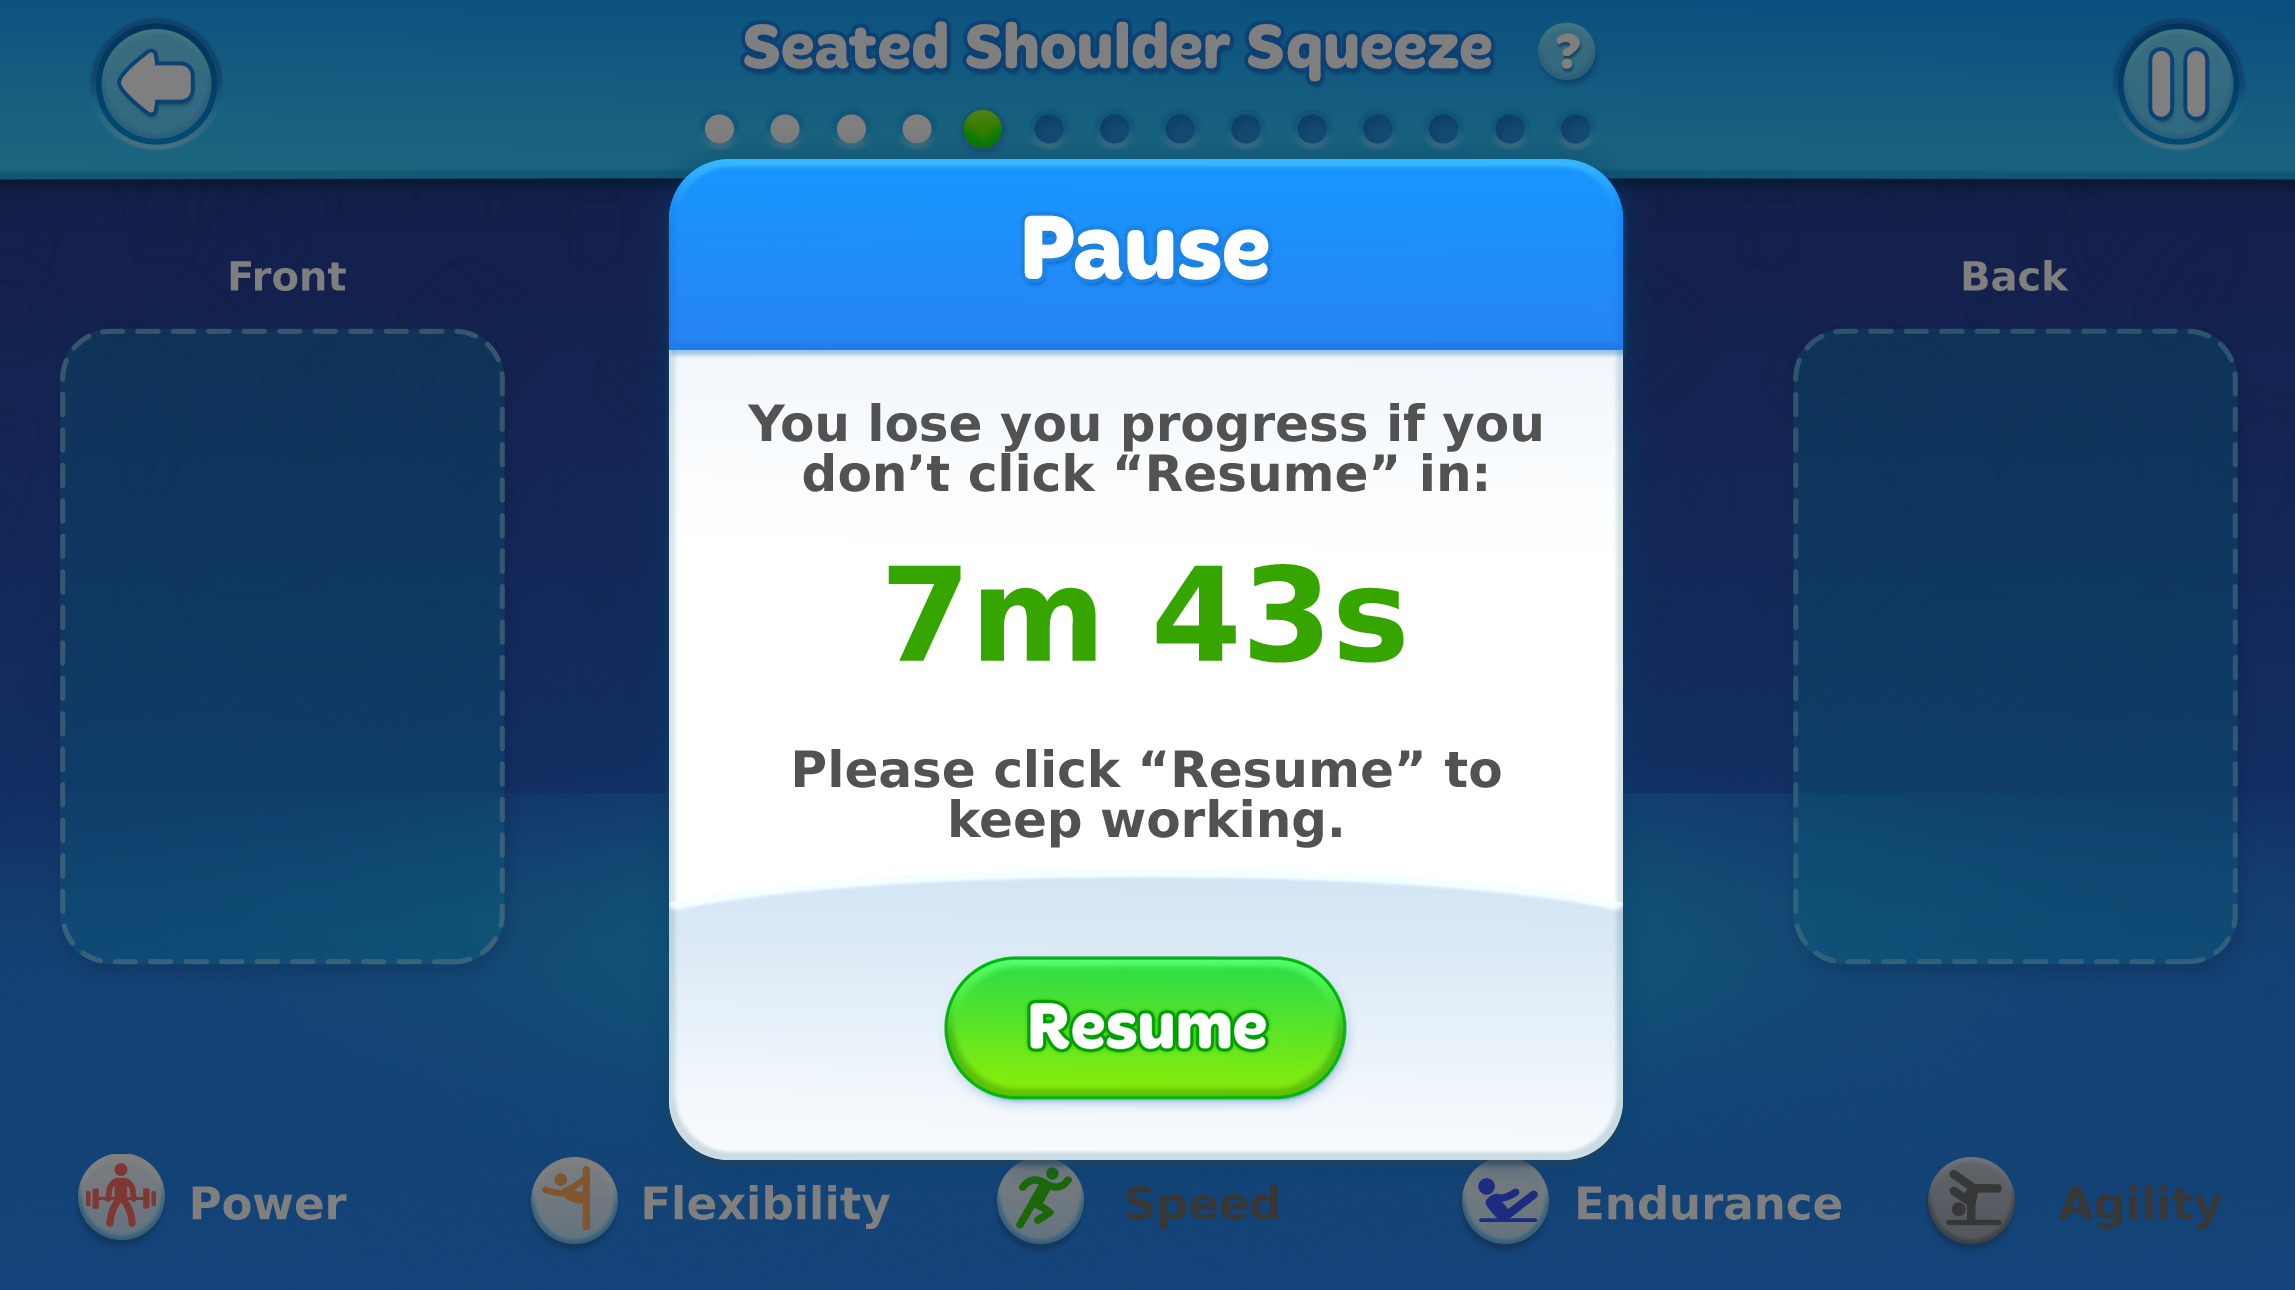 Seated Shoulder Squeeze ?
Pause
Front
Back
You lose you progress if you
don’t click “Resume” in:
7m 43s
Please click “Resume” to
keep working.
Resume
Power
Flexibility
Speed
Endurance
Agility